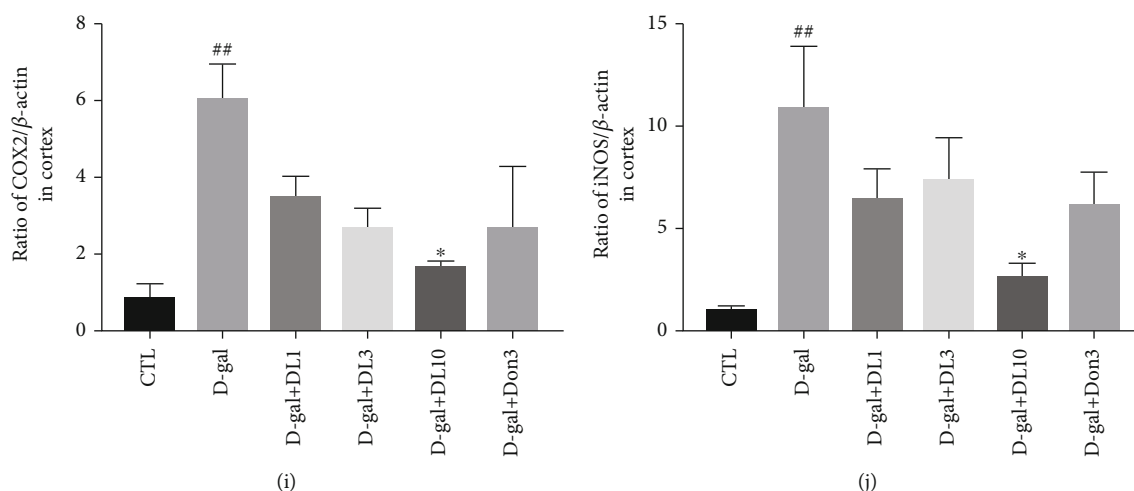 Ratio of COX2/β-actin
in cortex
8
6
4
2
0
##
*
CTL
D-gal
D-gal+DL1
D-gal+DL3
D-gal+DL10
D-gal+Don3
(i)
Ratio of iNOS/β-actin
in cortex
15
10
5
0
##
*
CTL
D-gal
D-gal+DL1
D-gal+DL3
D-gal+DL10
D-gal+Don3
(j)